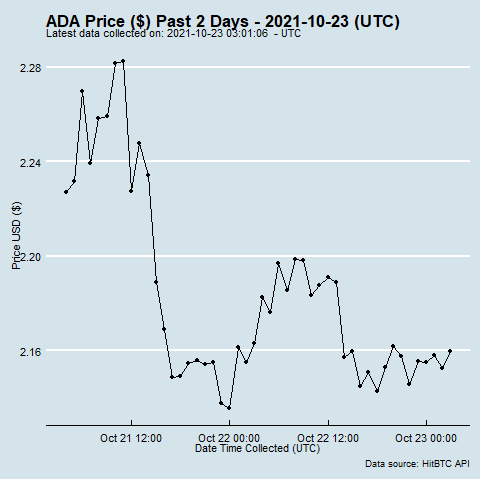 ADA Price ($) Past 2 Days - 2021-10-23 (UTC)
Latest data collected on: 2021-10-23 03:01:06  - UTC
2.28
2.24
2.20
2.16
Price USD ($)
Oct 21 12:00
Oct 22 00:00
Oct 22 12:00
Oct 23 00:00
Date Time Collected (UTC)
Data source: HitBTC API